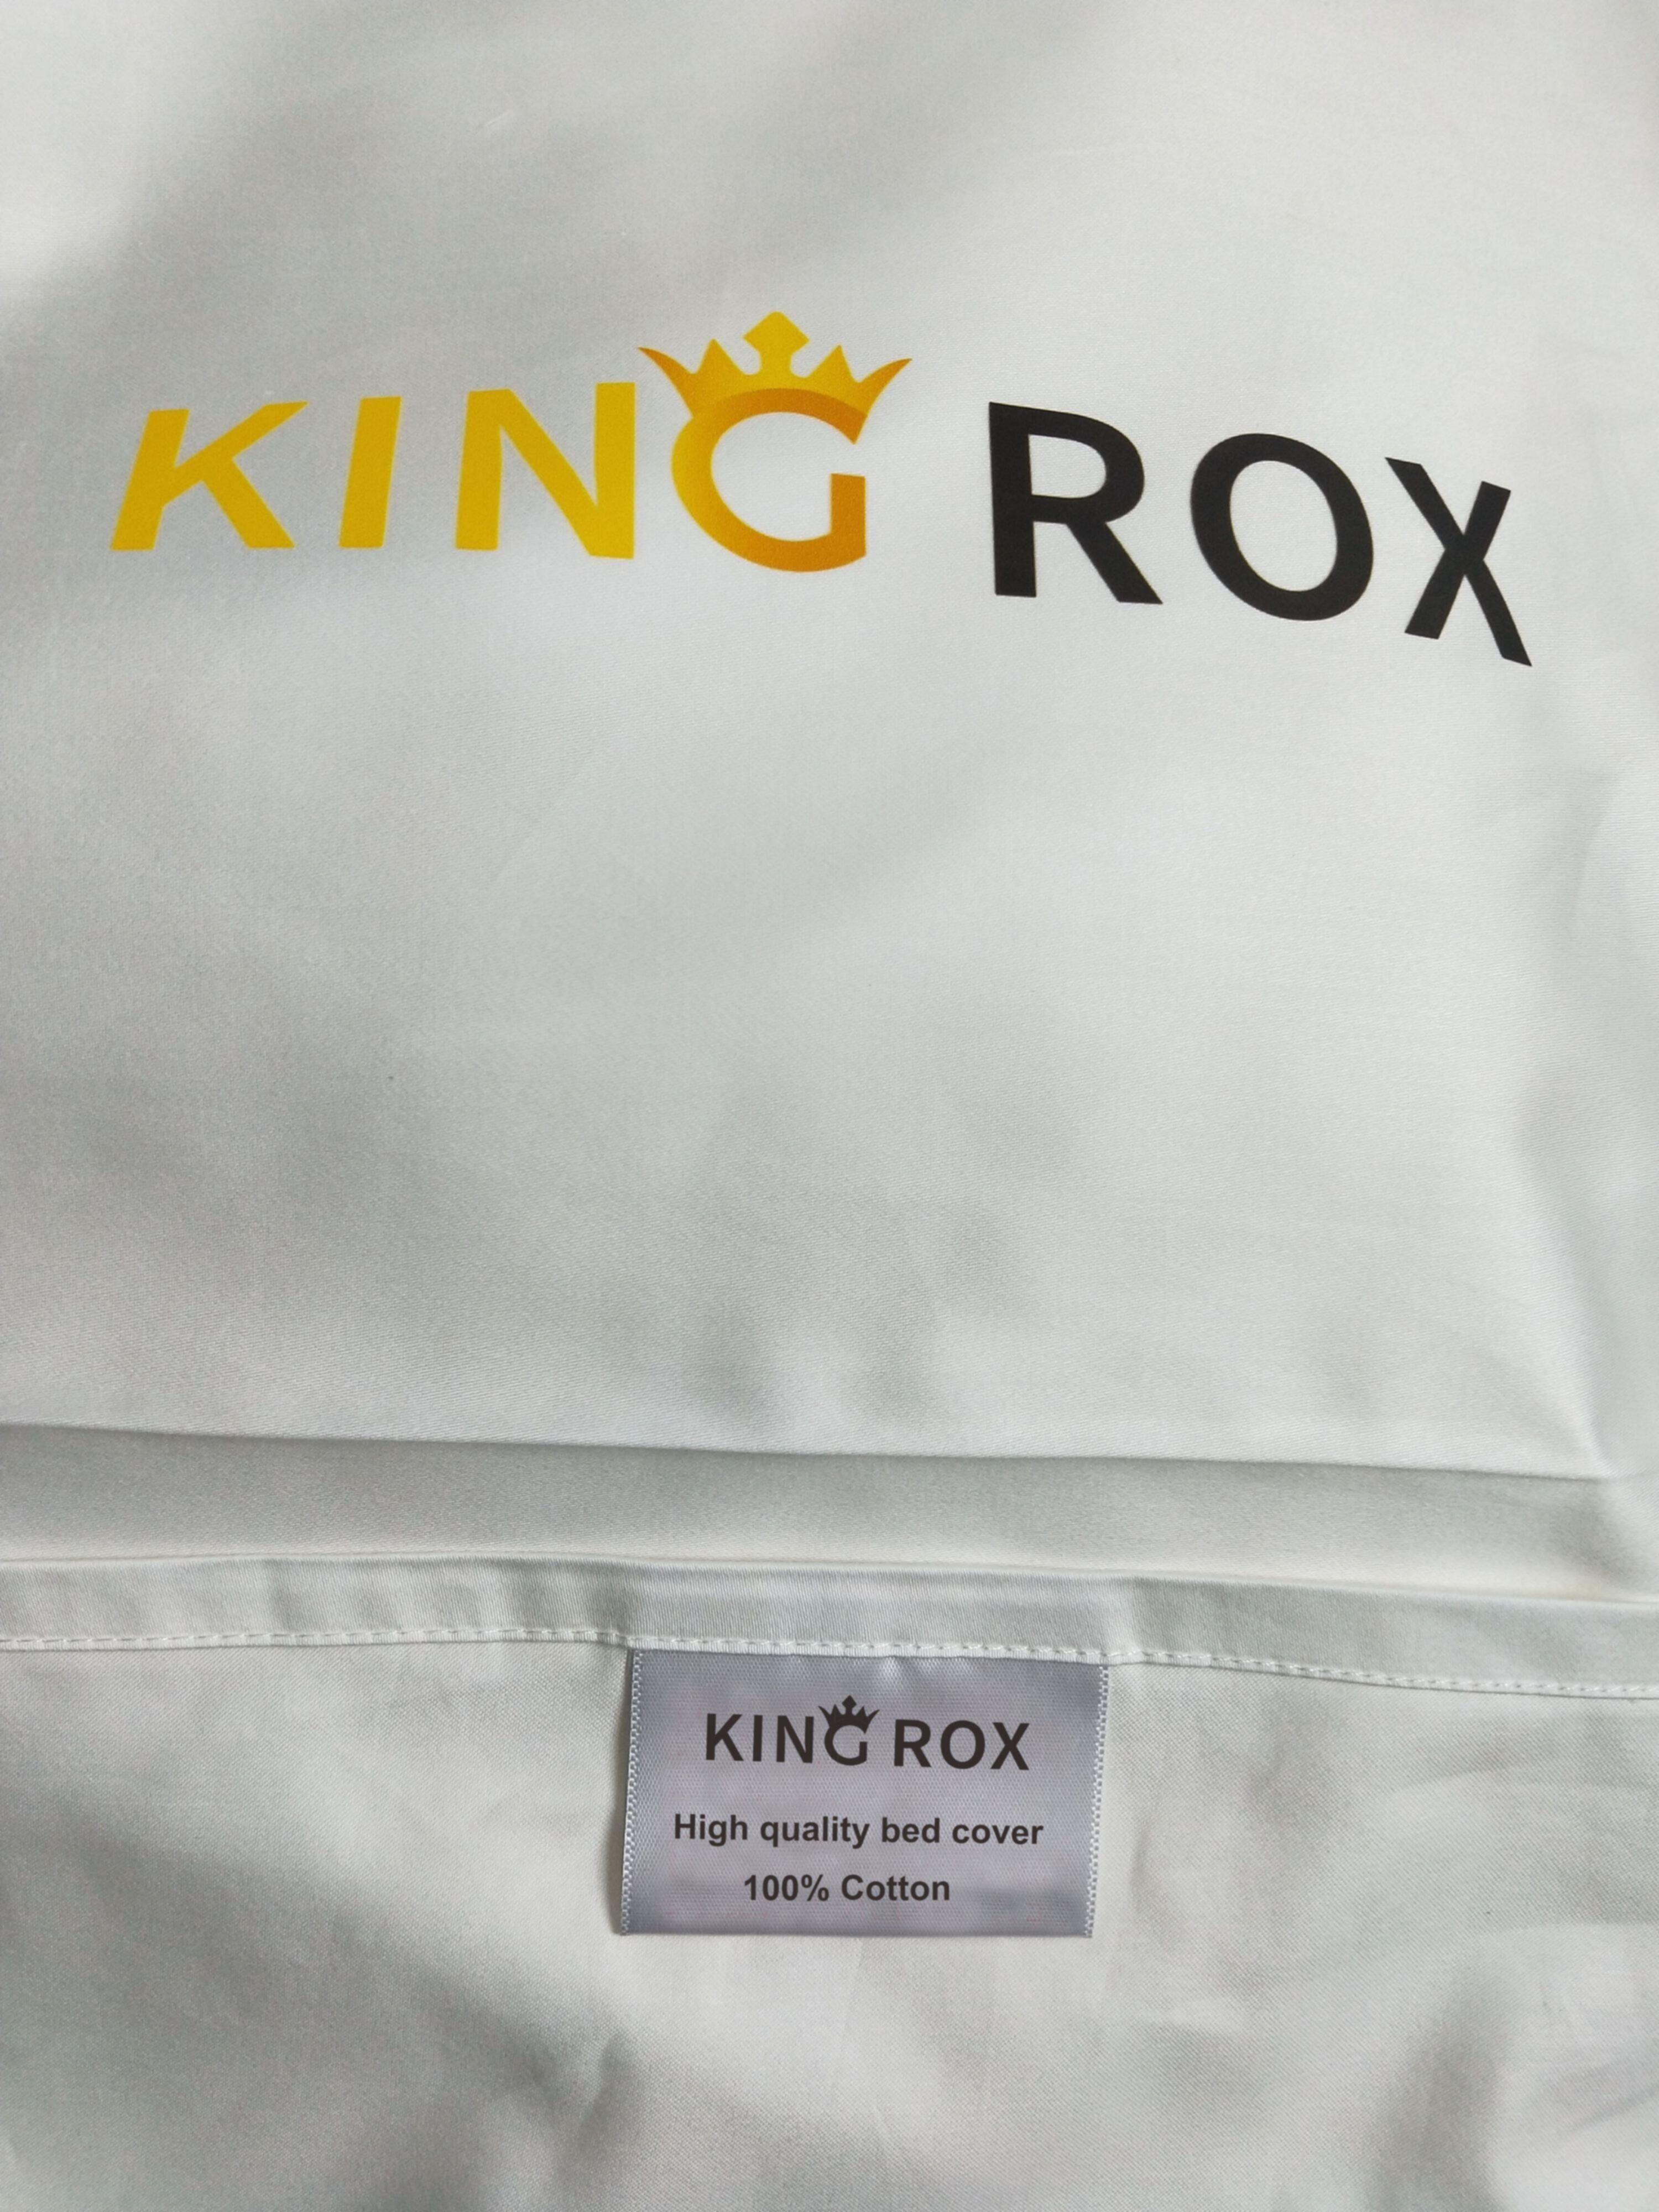 KING ROX
KING ROX
High quality bed cover
100% Cotton